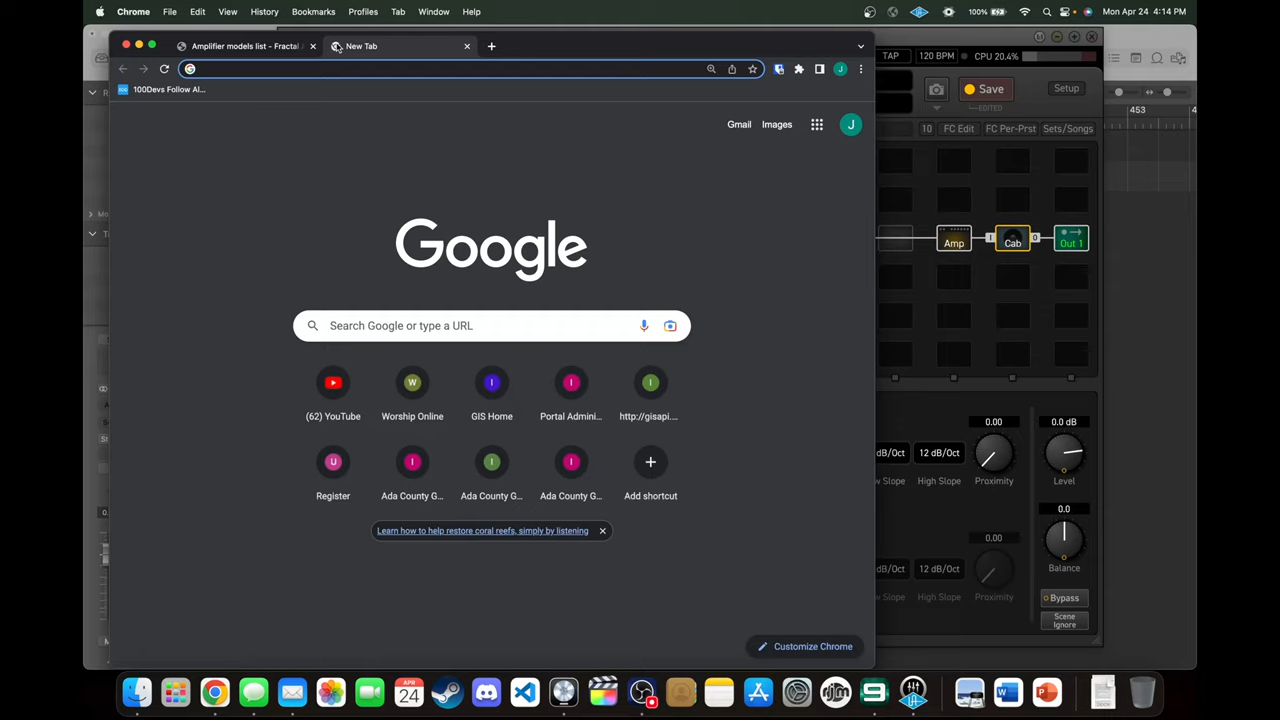 Chrome File Edit View History Bookmarks Profiles Tab Window Help 100% Mon Apr 24 4:14 PM
Amplifier models list - Fractal New Tab
TAP 120 BPM CPU 20.4%
Save Setup
EDITED
100Devs Follow Al...
453
Gmail Images J
10 FC Edit FC Per-Prst Sets/Songs
Google
Amp Cab Out 1
Search Google or type a URL
(62) YouTube Worship Online GIS Home Portal Admini... http://gisapi....
0.00 0.0 dB
dB/Oct 12 dB/Oct
High Slope Proximity Level
Register Ada County G... Ada County G... Ada County G... Add shortcut
0.0
Learn how to help restore coral reefs, simply by listening
0.00
dB/Oct 12 dB/Oct Balance
High Slope Proximity
Bypass
Scene
Ignore
Customize Chrome
APR
24